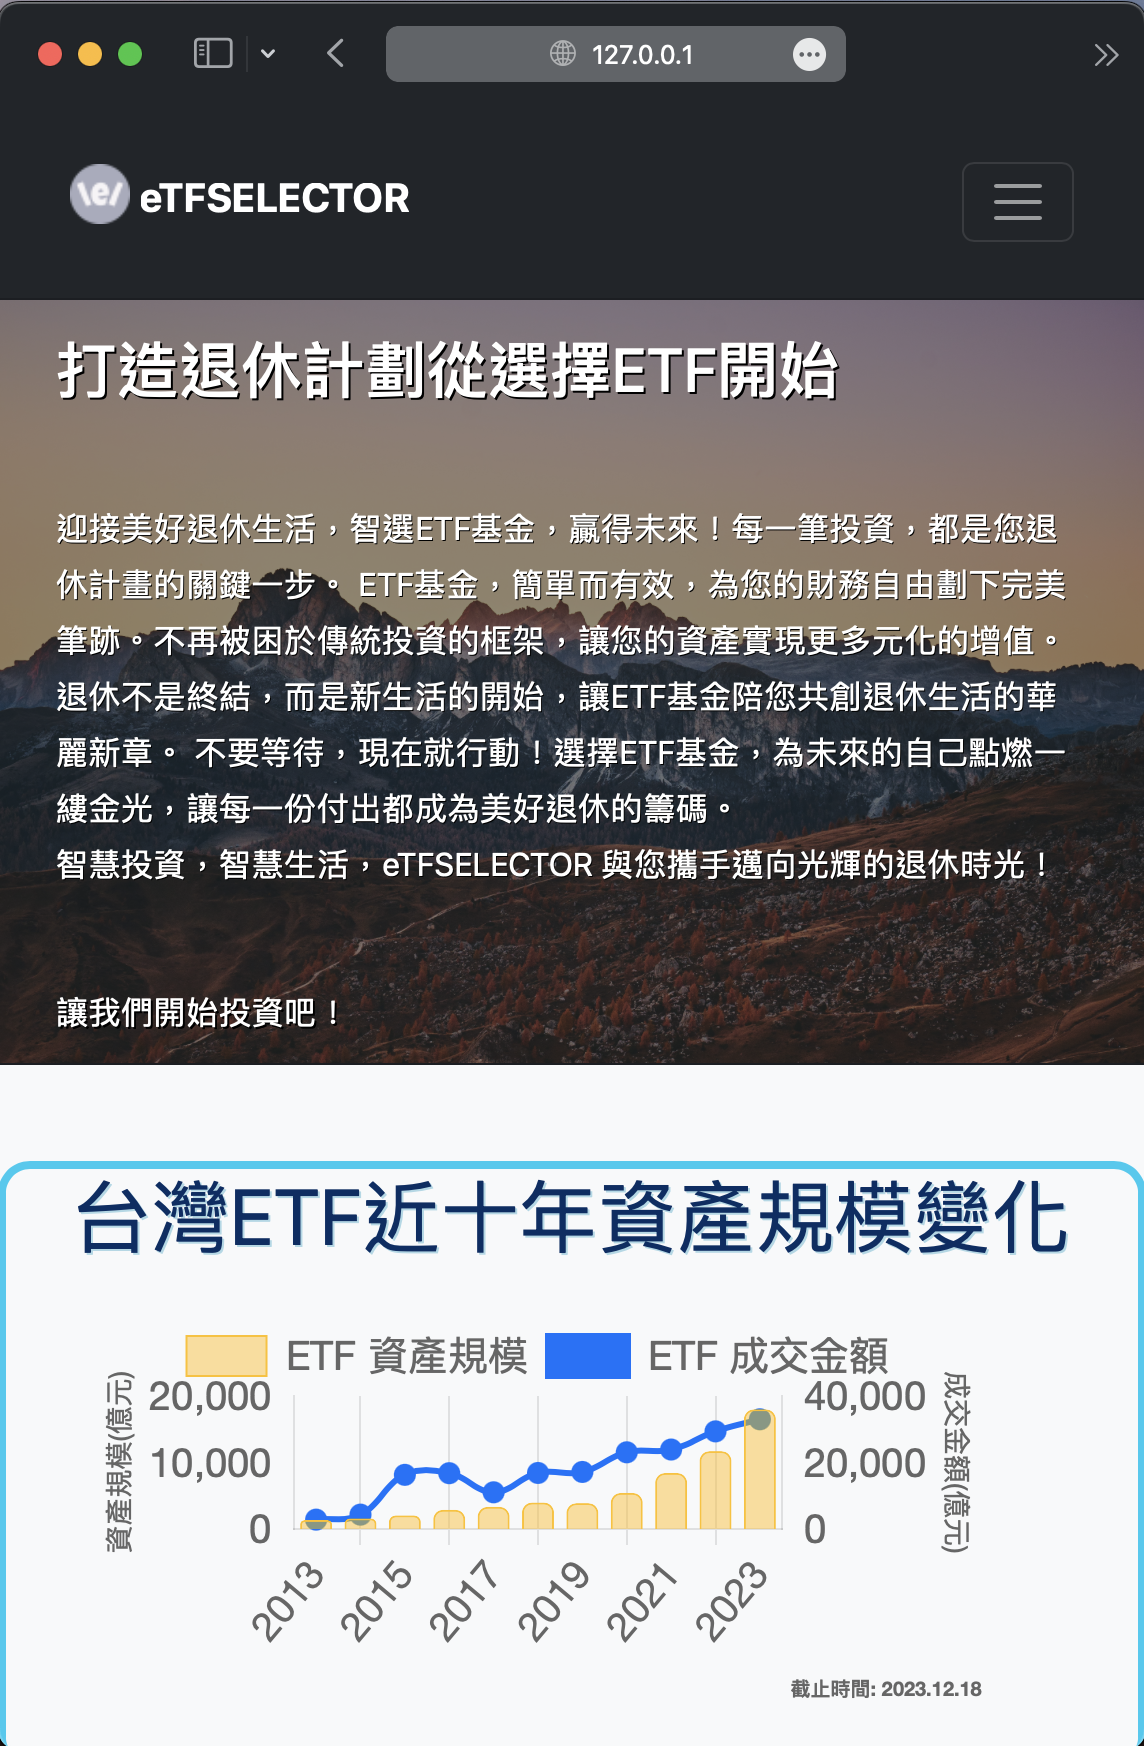 127.0.0.1
\e/ eTFSELECTOR
打造退休計劃從選擇ETF開始
迎接美好退休生活，智選ETF基金，贏得未來！每一筆投資，都是您退
休計畫的關鍵一步。 ETF基金，簡單而有效，為您的財務自由劃下完美
筆跡。不再被困於傳統投資的框架，讓您的資產實現更多元化的增值。
退休不是終結，而是新生活的開始，讓ETF基金陪您共創退休生活的華
麗新章。 不要等待，現在就行動！選擇ETF基金，為未來的自己點燃一
縷金光，讓每一份付出都成為美好退休的籌碼。
智慧投資，智慧生活，eTFSELECTOR 與您攜手邁向光輝的退休時光！
讓我們開始投資吧！
台灣ETF近十年資產規模變化
ETF 資產規模 ETF 成交金額
資產規模(億元)
20,000
10,000
0
40,000
20,000
0
成交金額(億元)
2013 2015 2017 2019 2021 2023
截止時間: 2023.12.18